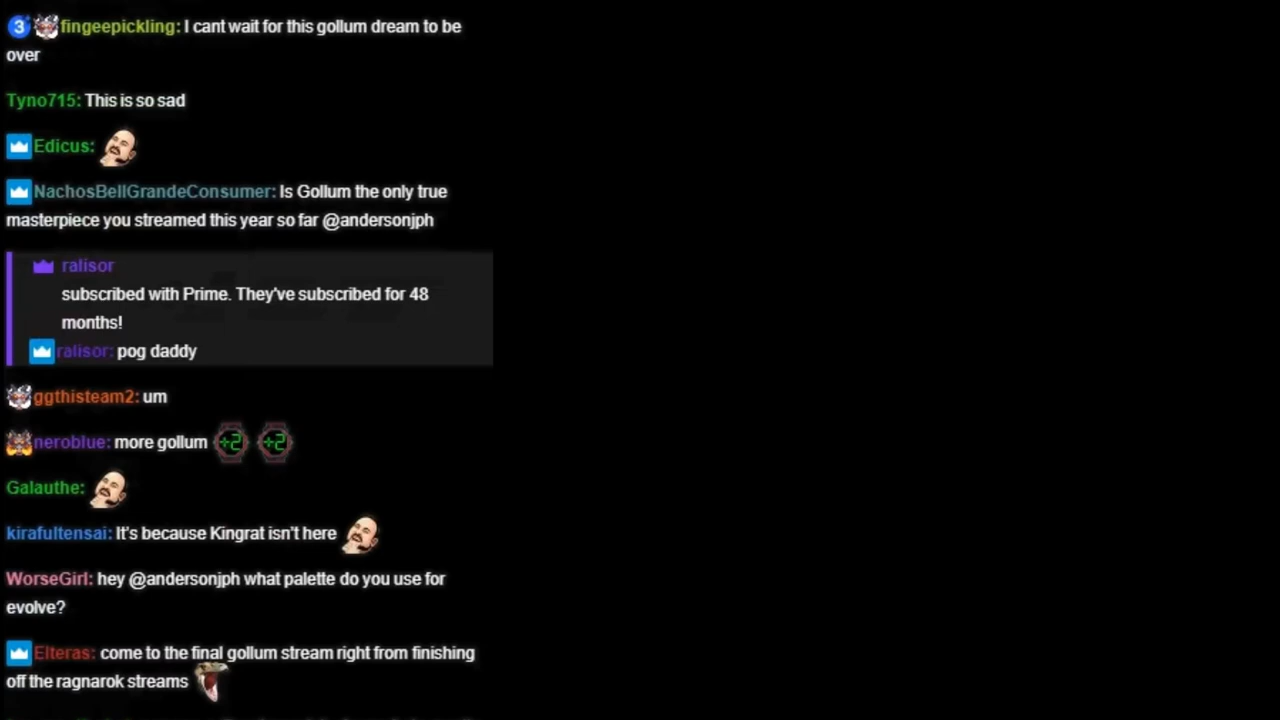 3 fingeepickling: I cant wait for this gollum dream to be
over
Tyno715: This is so sad
Edicus:
NachosBellGrandeConsumer: Is Gollum the only true
masterpiece you streamed this year so far @andersonjph
ralisor
subscribed with Prime. They've subscribed for 48
months!
ralisor: pog daddy
ggthisteam2: um
neroblue: more gollum +2 +2
Galauthe:
kirafultensai: It's because Kingrat isn't here
WorseGirl: hey @andersonjph what palette do you use for
evolve?
Elteras: come to the final gollum stream right from finishing
off the ragnarok streams